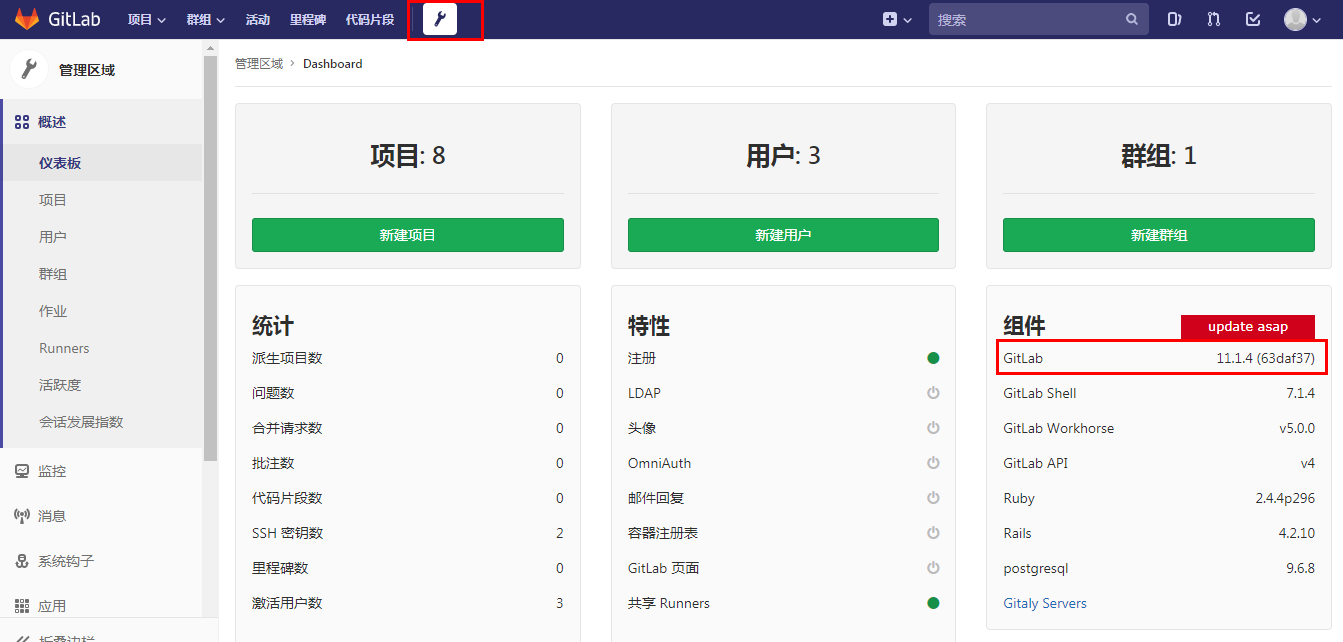 GitLab 项目 群组 活动 里程碑 代码片段 搜索
管理区域
管理区域 › Dashboard
概述
仪表板
项目
用户
群组
作业
Runners
活跃度
会话发展指数
监控
消息
系统钩子
应用
折叠边栏
项目: 8
新建项目
用户: 3
新建用户
群组: 1
新建群组
统计
派生项目数 0
问题数 0
合并请求数 0
批注数 0
代码片段数 0
SSH 密钥数 2
里程碑数 0
激活用户数 3
特性
注册
LDAP
头像
OmniAuth
邮件回复
容器注册表
GitLab 页面
共享 Runners
组件 update asap
GitLab 11.1.4 (63daf37)
GitLab Shell 7.1.4
GitLab Workhorse v5.0.0
GitLab API v4
Ruby 2.4.4p296
Rails 4.2.10
postgresql 9.6.8
Gitaly Servers